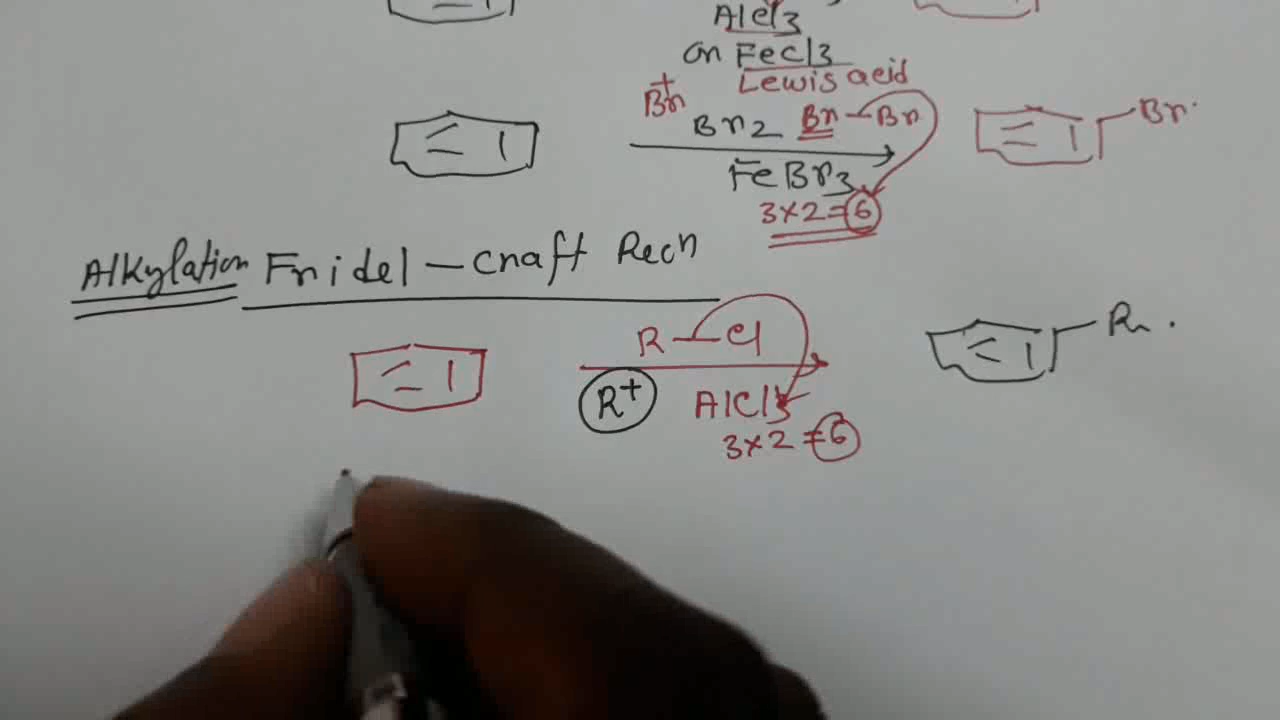 AlCl3
on FeCl3
Lewis acid
Br+
Br2 Br-Br
Br.
FeBr3
3×2=6
Alkylation Fridel-craft Recn
R-Cl
R.
R+ AlCl3
3×2=6